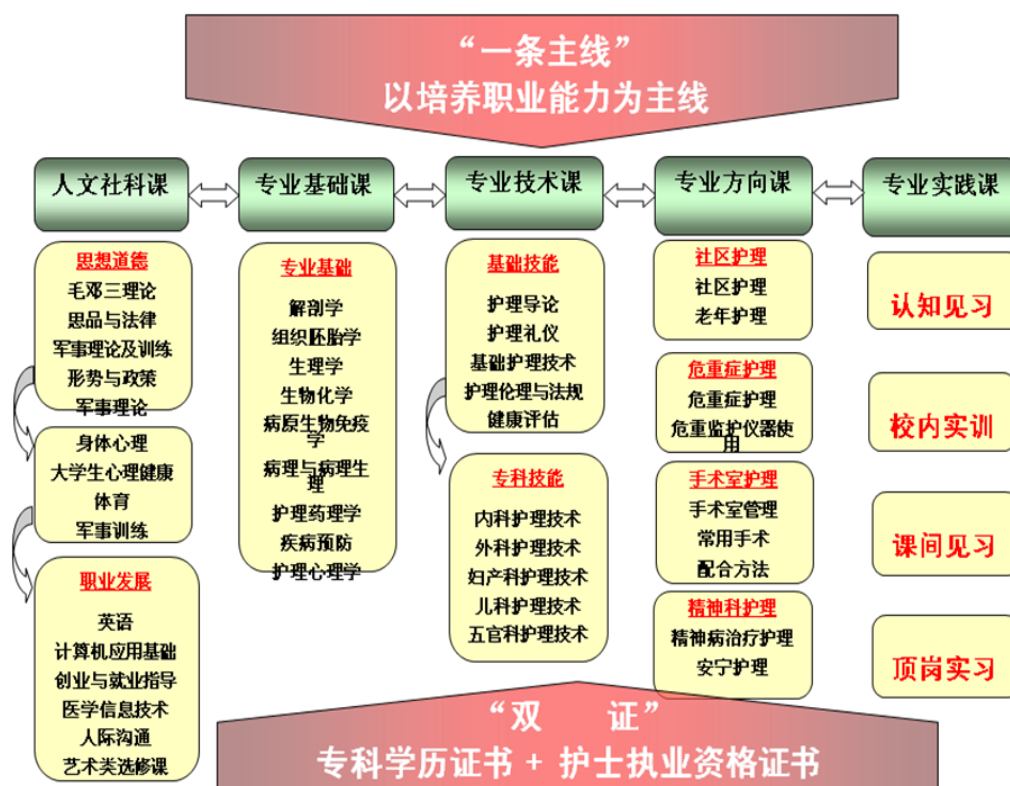 “一条主线”
以培养职业能力为主线
人文社科课
专业基础课
专业技术课
专业方向课
专业实践课
思想道德
毛邓三理论
思品与法律
军事理论及训练
形势与政策
军事理论
身体心理
大学生心理健康
体育
军事训练
职业发展
英语
计算机应用基础
创业与就业指导
医学信息技术
人际沟通
艺术类选修课
专业基础
解剖学
组织胚胎学
生理学
生物化学
病原生物免疫
学
病理与病理生
理
护理药理学
疾病预防
护理心理学
基础技能
护理导论
护理礼仪
基础护理技术
护理伦理与法规
健康评估
专科技能
内科护理技术
外科护理技术
妇产科护理技术
儿科护理技术
五官科护理技术
社区护理
社区护理
老年护理
危重症护理
危重症护理
危重监护仪器使
用
手术室护理
手术室管理
常用手术
配合方法
精神科护理
精神病治疗护理
安宁护理
认知见习
校内实训
课间见习
顶岗实习
“双 证”
专科学历证书 + 护士执业资格证书